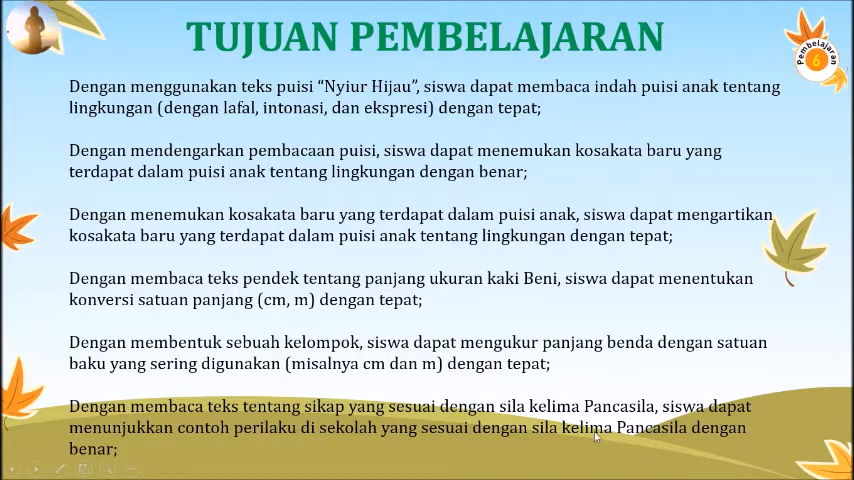 TUJUAN PEMBELAJARAN
Pembelajaran
6
Dengan menggunakan teks puisi “Nyiur Hijau”, siswa dapat membaca indah puisi anak tentang
lingkungan (dengan lafal, intonasi, dan ekspresi) dengan tepat;
Dengan mendengarkan pembacaan puisi, siswa dapat menemukan kosakata baru yang
terdapat dalam puisi anak tentang lingkungan dengan benar;
Dengan menemukan kosakata baru yang terdapat dalam puisi anak, siswa dapat mengartikan
kosakata baru yang terdapat dalam puisi anak tentang lingkungan dengan tepat;
Dengan membaca teks pendek tentang panjang ukuran kaki Beni, siswa dapat menentukan
konversi satuan panjang (cm, m) dengan tepat;
Dengan membentuk sebuah kelompok, siswa dapat mengukur panjang benda dengan satuan
baku yang sering digunakan (misalnya cm dan m) dengan tepat;
Dengan membaca teks tentang sikap yang sesuai dengan sila kelima Pancasila, siswa dapat
menunjukkan contoh perilaku di sekolah yang sesuai dengan sila kelima Pancasila dengan
benar;